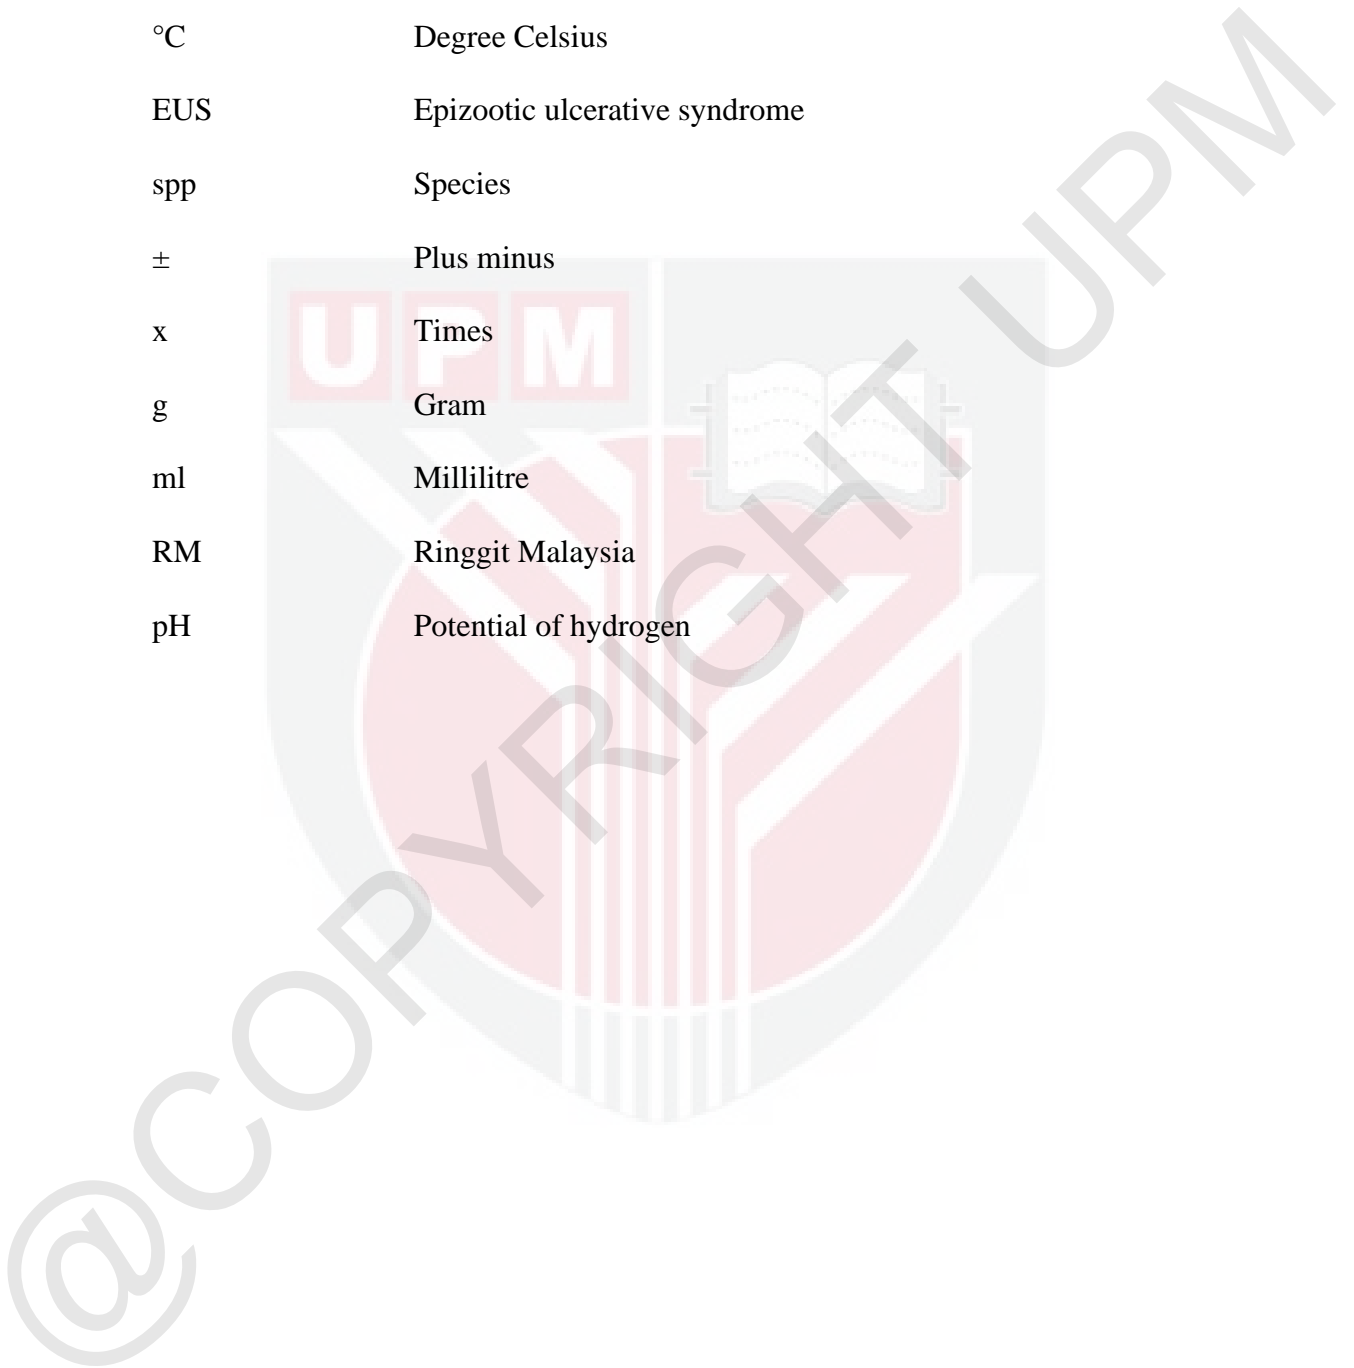 °C Degree Celsius
EUS Epizootic ulcerative syndrome
spp Species
± Plus minus
x Times
g Gram
ml Millilitre
RM Ringgit Malaysia
pH Potential of hydrogen
UPM
@COPYRIGHT UPM